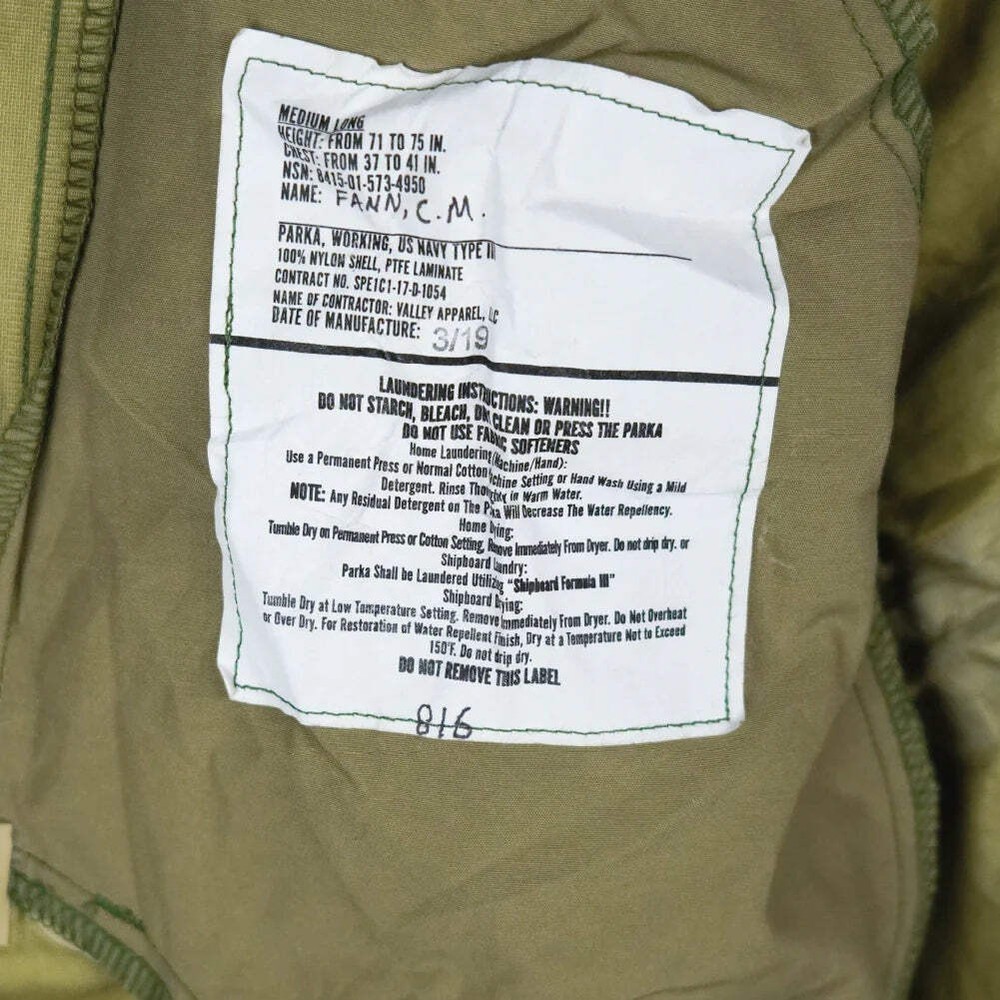 MEDIUM LONG
HEIGHT: FROM 71 TO 75 IN.
CHEST: FROM 37 TO 41 IN.
NSN: 8415-01-573-4950
NAME: FANN, C.M.
PARKA, WORKING, US NAVY TYPE II
100% NYLON SHELL, PTFE LAMINATE
CONTRACT NO. SPE1C1-17-D-1054
NAME OF CONTRACTOR: VALLEY APPAREL, LLC
DATE OF MANUFACTURE: 3/19
LAUNDERING INSTRUCTIONS: WARNING!!
DO NOT STARCH, BLEACH, DRY CLEAN OR PRESS THE PARKA
DO NOT USE FABRIC SOFTENERS
Home Laundering (Machine/Hand):
Use a Permanent Press or Normal Cotton Machine Setting or Hand Wash Using a Mild
Detergent. Rinse Thoroughly in Warm Water.
NOTE: Any Residual Detergent on The Parka Will Decrease The Water Repellency.
Home Drying:
Tumble Dry on Permanent Press or Cotton Setting, Remove Immediately From Dryer. Do not drip dry. or
Shipboard Laundry:
Parka Shall be Laundered Utilizing "Shipboard Formula III"
Shipboard Drying:
Tumble Dry at Low Temperature Setting. Remove Immediately From Dryer. Do Not Overheat
or Over Dry. For Restoration of Water Repellent Finish, Dry at a Temperature Not to Exceed
150°F. Do not drip dry.
DO NOT REMOVE THIS LABEL
816